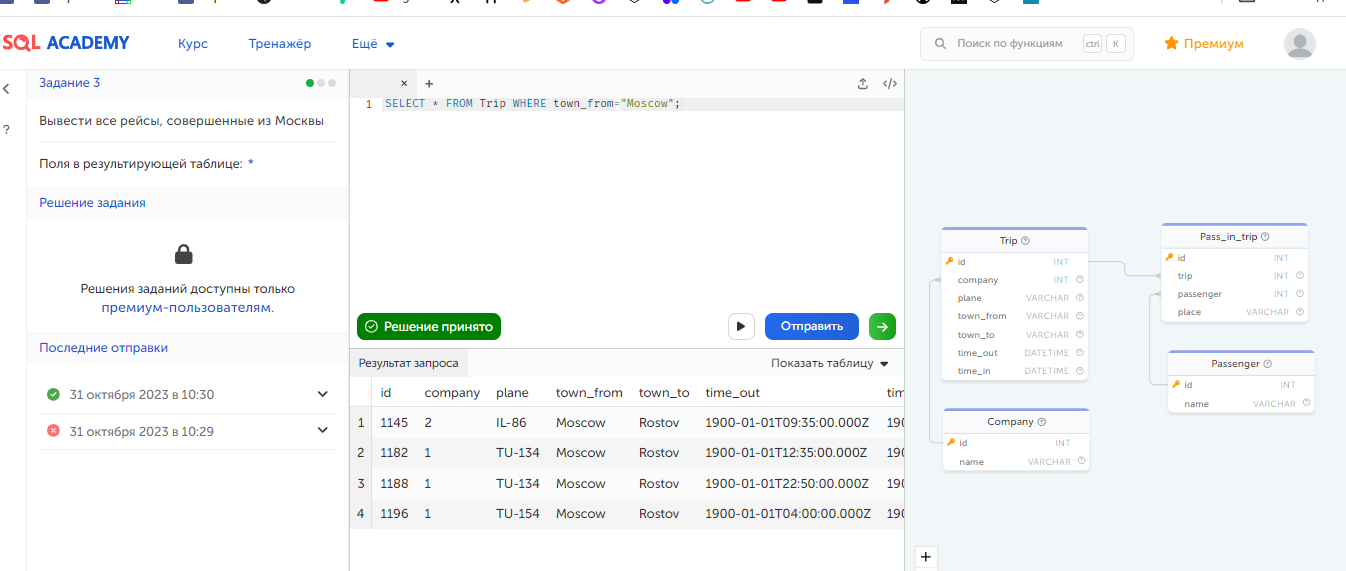 SQL ACADEMY
Курс
Тренажёр
Ещё
Поиск по функциям
ctrl
K
Премиум
Задание 3
Вывести все рейсы, совершенные из Москвы
Поля в результирующей таблице: *
Решение задания
Решения заданий доступны только
премиум-пользователям.
Последние отправки
31 октября 2023 в 10:30
31 октября 2023 в 10:29
1 SELECT * FROM Trip WHERE town_from="Moscow";
Решение принято
Отправить
Результат запроса
Показать таблицу
id company plane town_from town_to time_out tim
1 1145 2 IL-86 Moscow Rostov 1900-01-01T09:35:00.000Z 190
2 1182 1 TU-134 Moscow Rostov 1900-01-01T12:35:00.000Z 190
3 1188 1 TU-134 Moscow Rostov 1900-01-01T22:50:00.000Z 190
4 1196 1 TU-154 Moscow Rostov 1900-01-01T04:00:00.000Z 190
Trip
id INT
company INT
plane VARCHAR
town_from VARCHAR
town_to VARCHAR
time_out DATETIME
time_in DATETIME
Company
id INT
name VARCHAR
Pass_in_trip
id INT
trip INT
passenger INT
place VARCHAR
Passenger
id INT
name VARCHAR